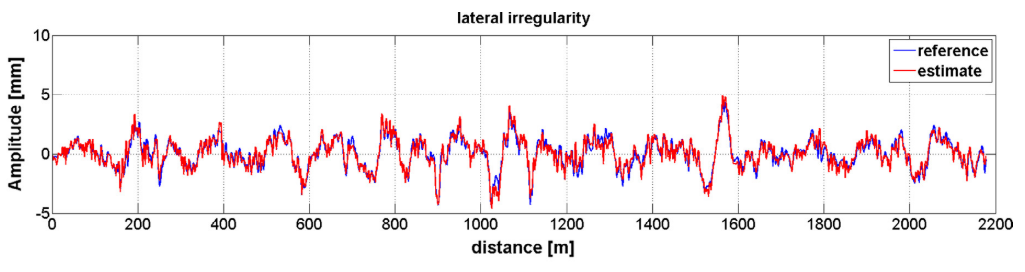 lateral irregularity
10
5
0
-5
Amplitude [mm]
reference
estimate
0 200 400 600 800 1000 1200 1400 1600 1800 2000 2200
distance [m]